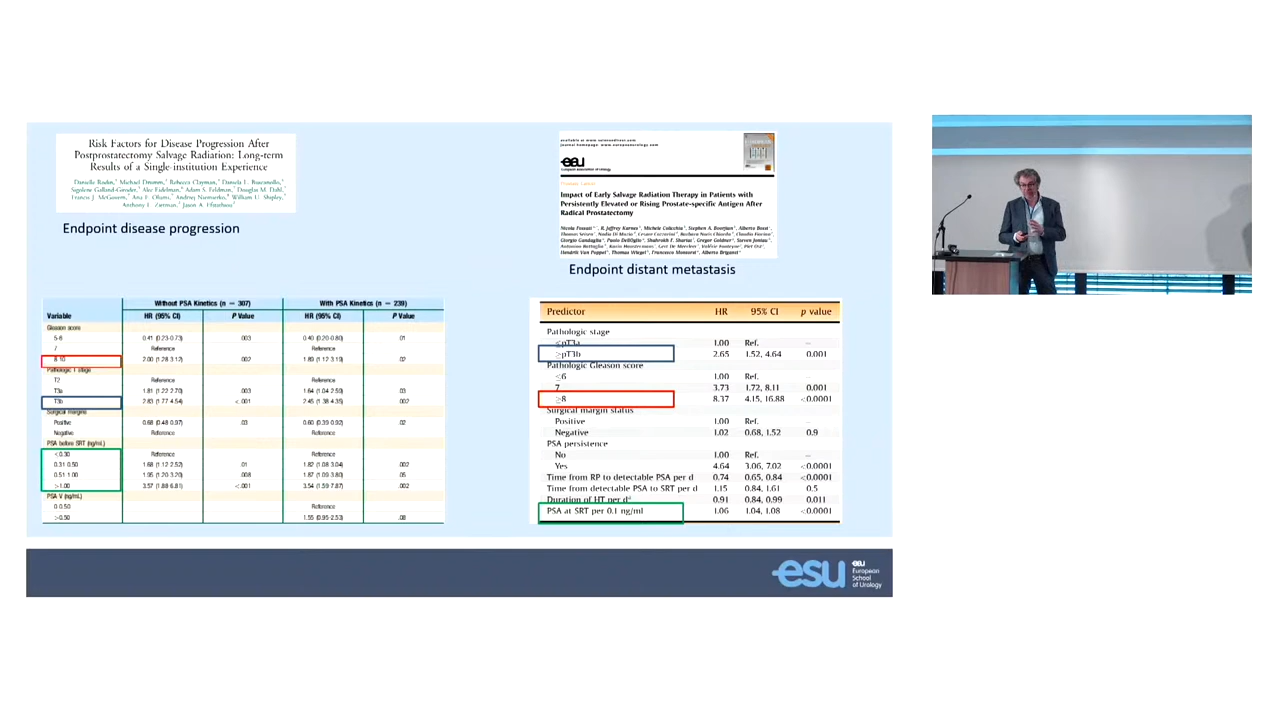 Risk Factors for Disease Progression After
Postprostatectomy Salvage Radiation: Long-term
Results of a Single-institution Experience
Endpoint disease progression
available at www.sciencedirect.com
journal homepage: www.europeanurology.com
eau
European Association of Urology
Impact of Early Salvage Radiation Therapy in Patients with
Persistently Elevated or Rising Prostate-specific Antigen After
Radical Prostatectomy
Endpoint distant metastasis
Without PSA Kinetics (n = 307) With PSA Kinetics (n = 239)
Variable HR (95% CI) P Value HR (95% CI) P Value
Gleason score
5-6 0.41 (0.23-0.73) .003 0.40 (0.20-0.80) .01
7 Reference Reference
8-10 2.00 (1.28-3.12) .002 .02
Pathologic T stage
T2 Reference Reference
T3a 1.81 (1.22-2.70) .003 1.64 (1.04-2.59) .03
T3b 2.83 (1.77-4.54) <.001 2.45 (1.38-4.35) .002
Surgical margins
Positive 0.68 (0.48-0.97) .03 0.60 (0.39-0.92) .02
Negative Reference Reference
PSA before SRT (ng/mL)
<0.30 Reference Reference
0.31-0.50 1.68 (1.12-2.52) .01 1.82 (1.08-3.04) .002
0.51-1.00 1.95 (1.20-3.20) .008 1.87 (1.09-3.80) .05
>1.00 3.57 (1.88-6.81) <.001 3.54 (1.59-7.87) .002
PSA V (ng/mL)
0-0.50 Reference
>0.50 1.55 (0.95-2.53) .08
Predictor HR 95% CI p value
Pathologic stage
≤pT3a 1.00 Ref. –
≥pT3b 2.65 1.52, 4.64 0.001
Pathologic Gleason score
≤6 1.00 Ref. –
7 3.73 1.72, 8.11 0.001
≥8 8.37 4.15, 16.88 <0.0001
Surgical margin status
Positive 1.00 Ref. –
Negative 1.02 0.68, 1.52 0.9
PSA persistence
No 1.00 Ref. –
Yes 4.64 3.06, 7.02 <0.0001
Time from RP to detectable PSA per d 0.74 0.65, 0.84 <0.0001
Time from detectable PSA to SRT per d 1.15 0.84, 1.61 0.5
Duration of HT per d 0.91 0.84, 0.99 0.011
PSA at SRT per 0.1 ng/ml 1.06 1.04, 1.08 <0.0001
esu
eau
European
School
of Urology